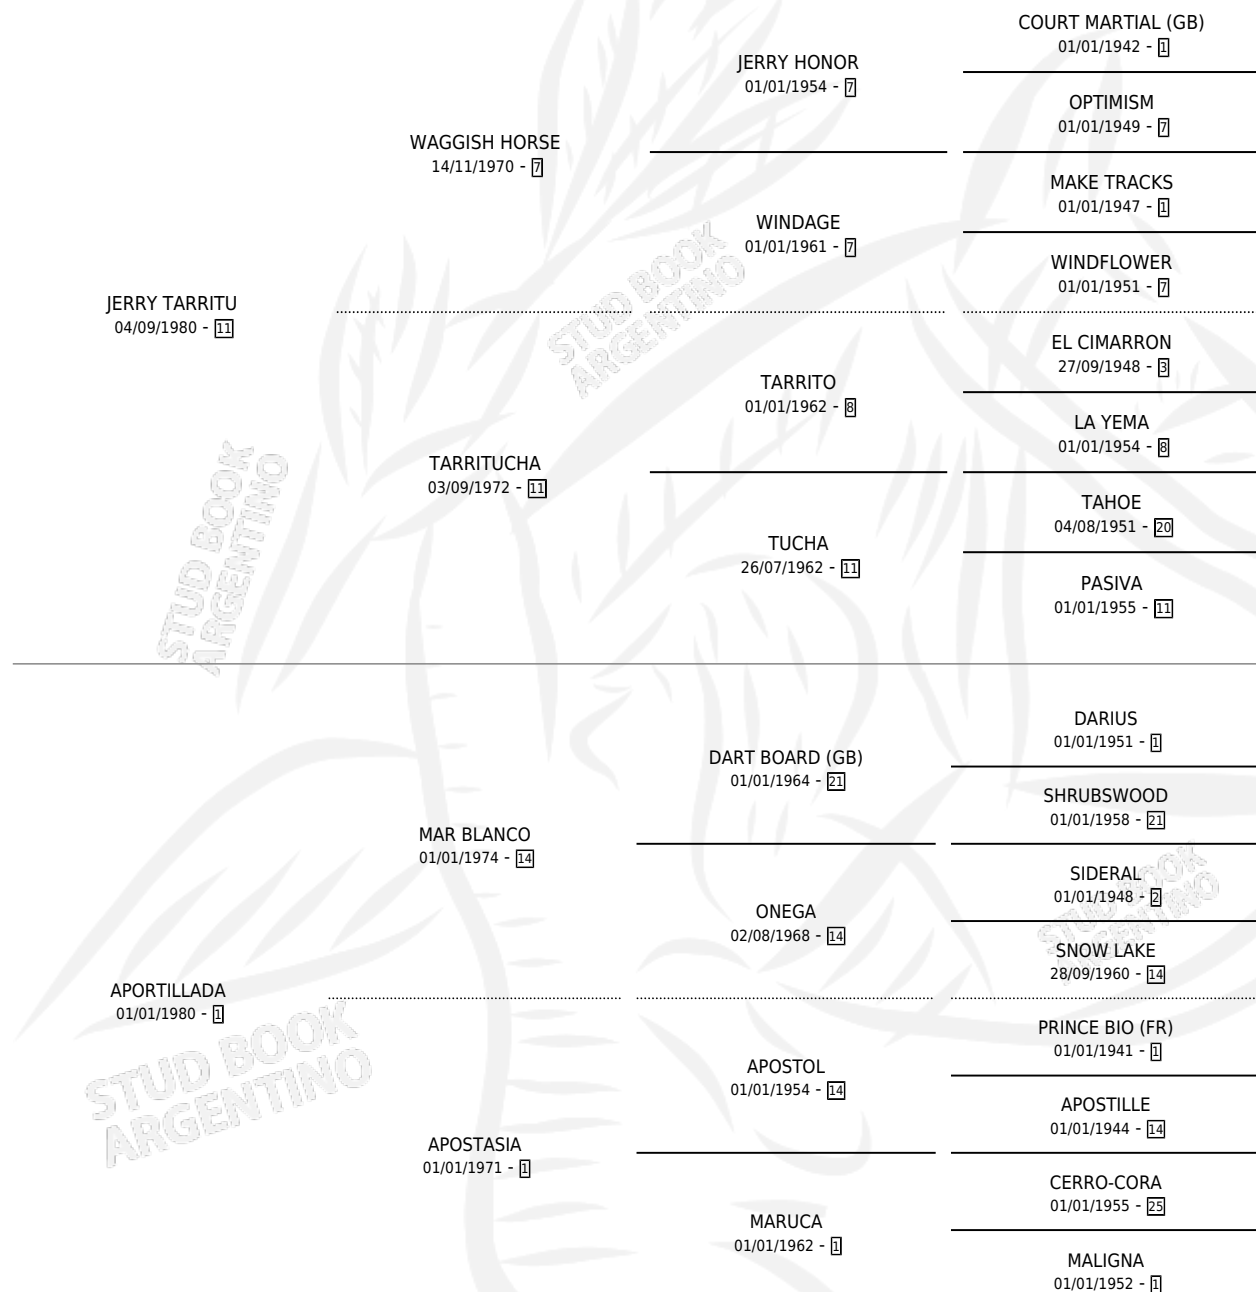 COURT MARTIAL (GB)
01/01/1942 - 1
JERRY HONOR
01/01/1954 - 7
OPTIMISM
01/01/1949 - 7
WAGGISH HORSE
14/11/1970 - 7
MAKE TRACKS
01/01/1947 - 1
WINDAGE
01/01/1961 - 7
WINDFLOWER
01/01/1951 - 7
JERRY TARRITU
04/09/1980 - 11
STUD BOOK
ARGENTINO
EL CIMARRON
27/09/1948 - 3
TARRITO
01/01/1962 - 8
LA YEMA
01/01/1954 - 8
TARRITUCHA
03/09/1972 - 11
TAHOE
04/08/1951 - 20
TUCHA
26/07/1962 - 11
PASIVA
01/01/1955 - 11
STUD BOOK
ARGENTINO
DARIUS
01/01/1951 - 1
DART BOARD (GB)
01/01/1964 - 21
SHRUBSWOOD
01/01/1958 - 21
MAR BLANCO
01/01/1974 - 14
SIDERAL
01/01/1948 - 2
ONEGA
02/08/1968 - 14
STUD BOOK
ARGENTINO
SNOW LAKE
28/09/1960 - 14
APORTILLADA
01/01/1980 - 1
PRINCE BIO (FR)
01/01/1941 - 1
APOSTOL
01/01/1954 - 14
STUD BOOK
ARGENTINO
APOSTILLE
01/01/1944 - 14
APOSTASIA
01/01/1971 - 1
CERRO-CORA
01/01/1955 - 25
MARUCA
01/01/1962 - 1
MALIGNA
01/01/1952 - 1